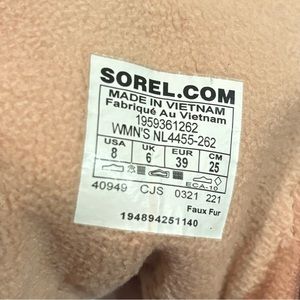 SOREL.COM
MADE IN VIETNAM
Fabriqué Au Vietnam
1959361262
WMN'S NL4455-262
USA UK EUR CM
8 6 39 25
ECA-10
40949 CJS 0321 221
Faux Fur
194894251140